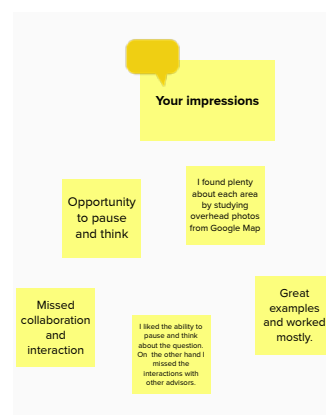 Your impressions
Opportunity
to pause
and think
I found plenty
about each area
by studying
overhead photos
from Google Map
Missed
collaboration
and
interaction
I liked the ability to
pause and think
about the question.
On the other hand I
missed the
interactions with
other advisors.
Great
examples
and worked
mostly.